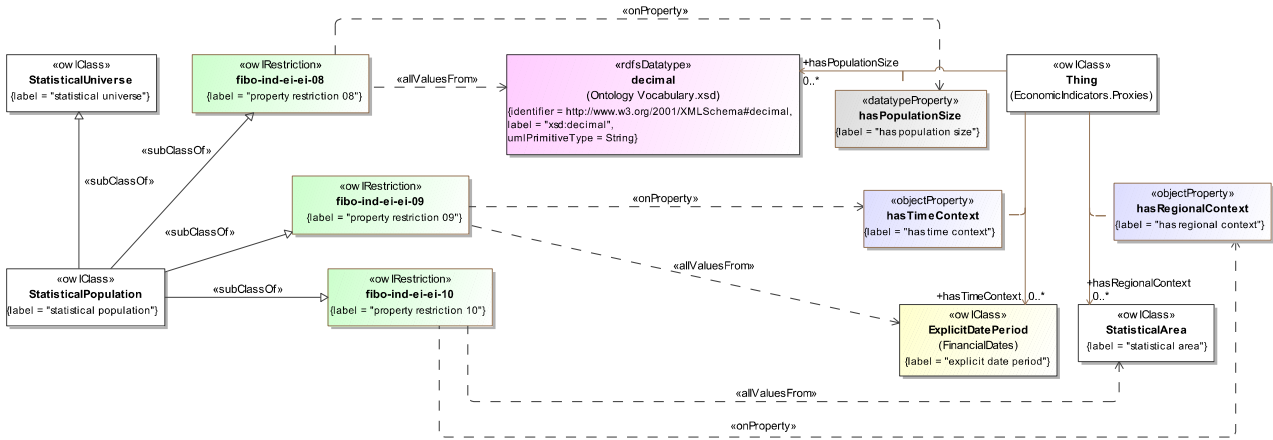 «onProperty»
«owlClass»
StatisticalUniverse
{label = "statistical universe"}
«owlRestriction»
fibo-ind-ei-ei-08
{label = "property restriction 08"}
«allValuesFrom»
«rdfsDatatype»
decimal
(Ontology Vocabulary.xsd)
{identifier = http://www.w3.org/2001/XMLSchema#decimal,
label = "xsd:decimal",
umlPrimitiveType = String}
+hasPopulationSize
0..*
«datatypeProperty»
hasPopulationSize
{label = "has population size"}
«owlClass»
Thing
(EconomicIndicators.Proxies)
«subClassOf»
«subClassOf»
«owlRestriction»
fibo-ind-ei-ei-09
{label = "property restriction 09"}
«onProperty»
«objectProperty»
hasTimeContext
{label = "has time context"}
«objectProperty»
hasRegionalContext
{label = "has regional context"}
«subClassOf»
«allValuesFrom»
«owlClass»
StatisticalPopulation
{label = "statistical population"}
«subClassOf»
«owlRestriction»
fibo-ind-ei-ei-10
{label = "property restriction 10"}
+hasTimeContext
0..*
+hasRegionalContext
0..*
«owlClass»
ExplicitDatePeriod
(FinancialDates)
{label = "explicit date period"}
«owlClass»
StatisticalArea
{label = "statistical area"}
«allValuesFrom»
«onProperty»